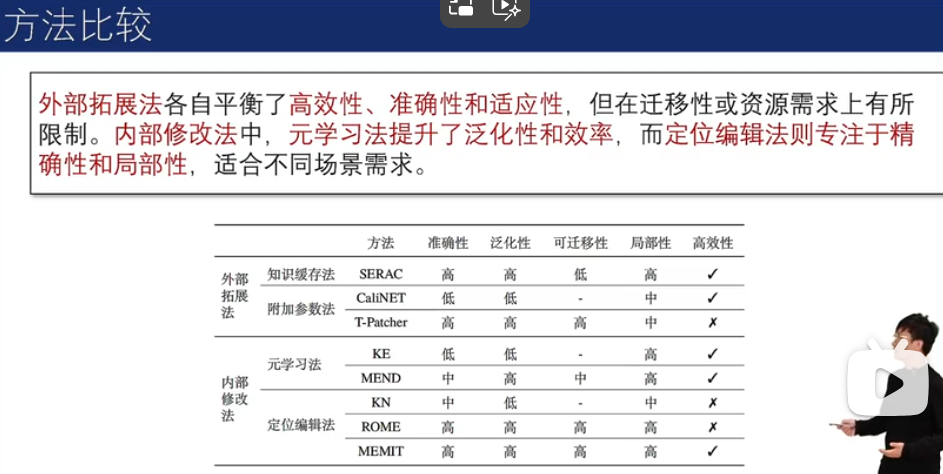 方法比较
外部拓展法各自平衡了高效性、准确性和适应性，但在迁移性或资源需求上有所
限制。内部修改法中，元学习法提升了泛化性和效率，而定位编辑法则专注于精
确性和局部性，适合不同场景需求。
方法 准确性 泛化性 可迁移性 局部性 高效性
外部拓展法 知识缓存法 SERAC 高 高 低 高 ✓
附加参数法 CaliNET 低 低 - 中 ✓
T-Patcher 高 高 高 中 ✗
内部修改法 元学习法 KE 低 低 - 高 ✓
MEND 中 高 中 高 ✓
定位编辑法 KN 中 低 - 中 ✗
ROME 高 高 高 高 ✗
MEMIT 高 高 高 高 ✓